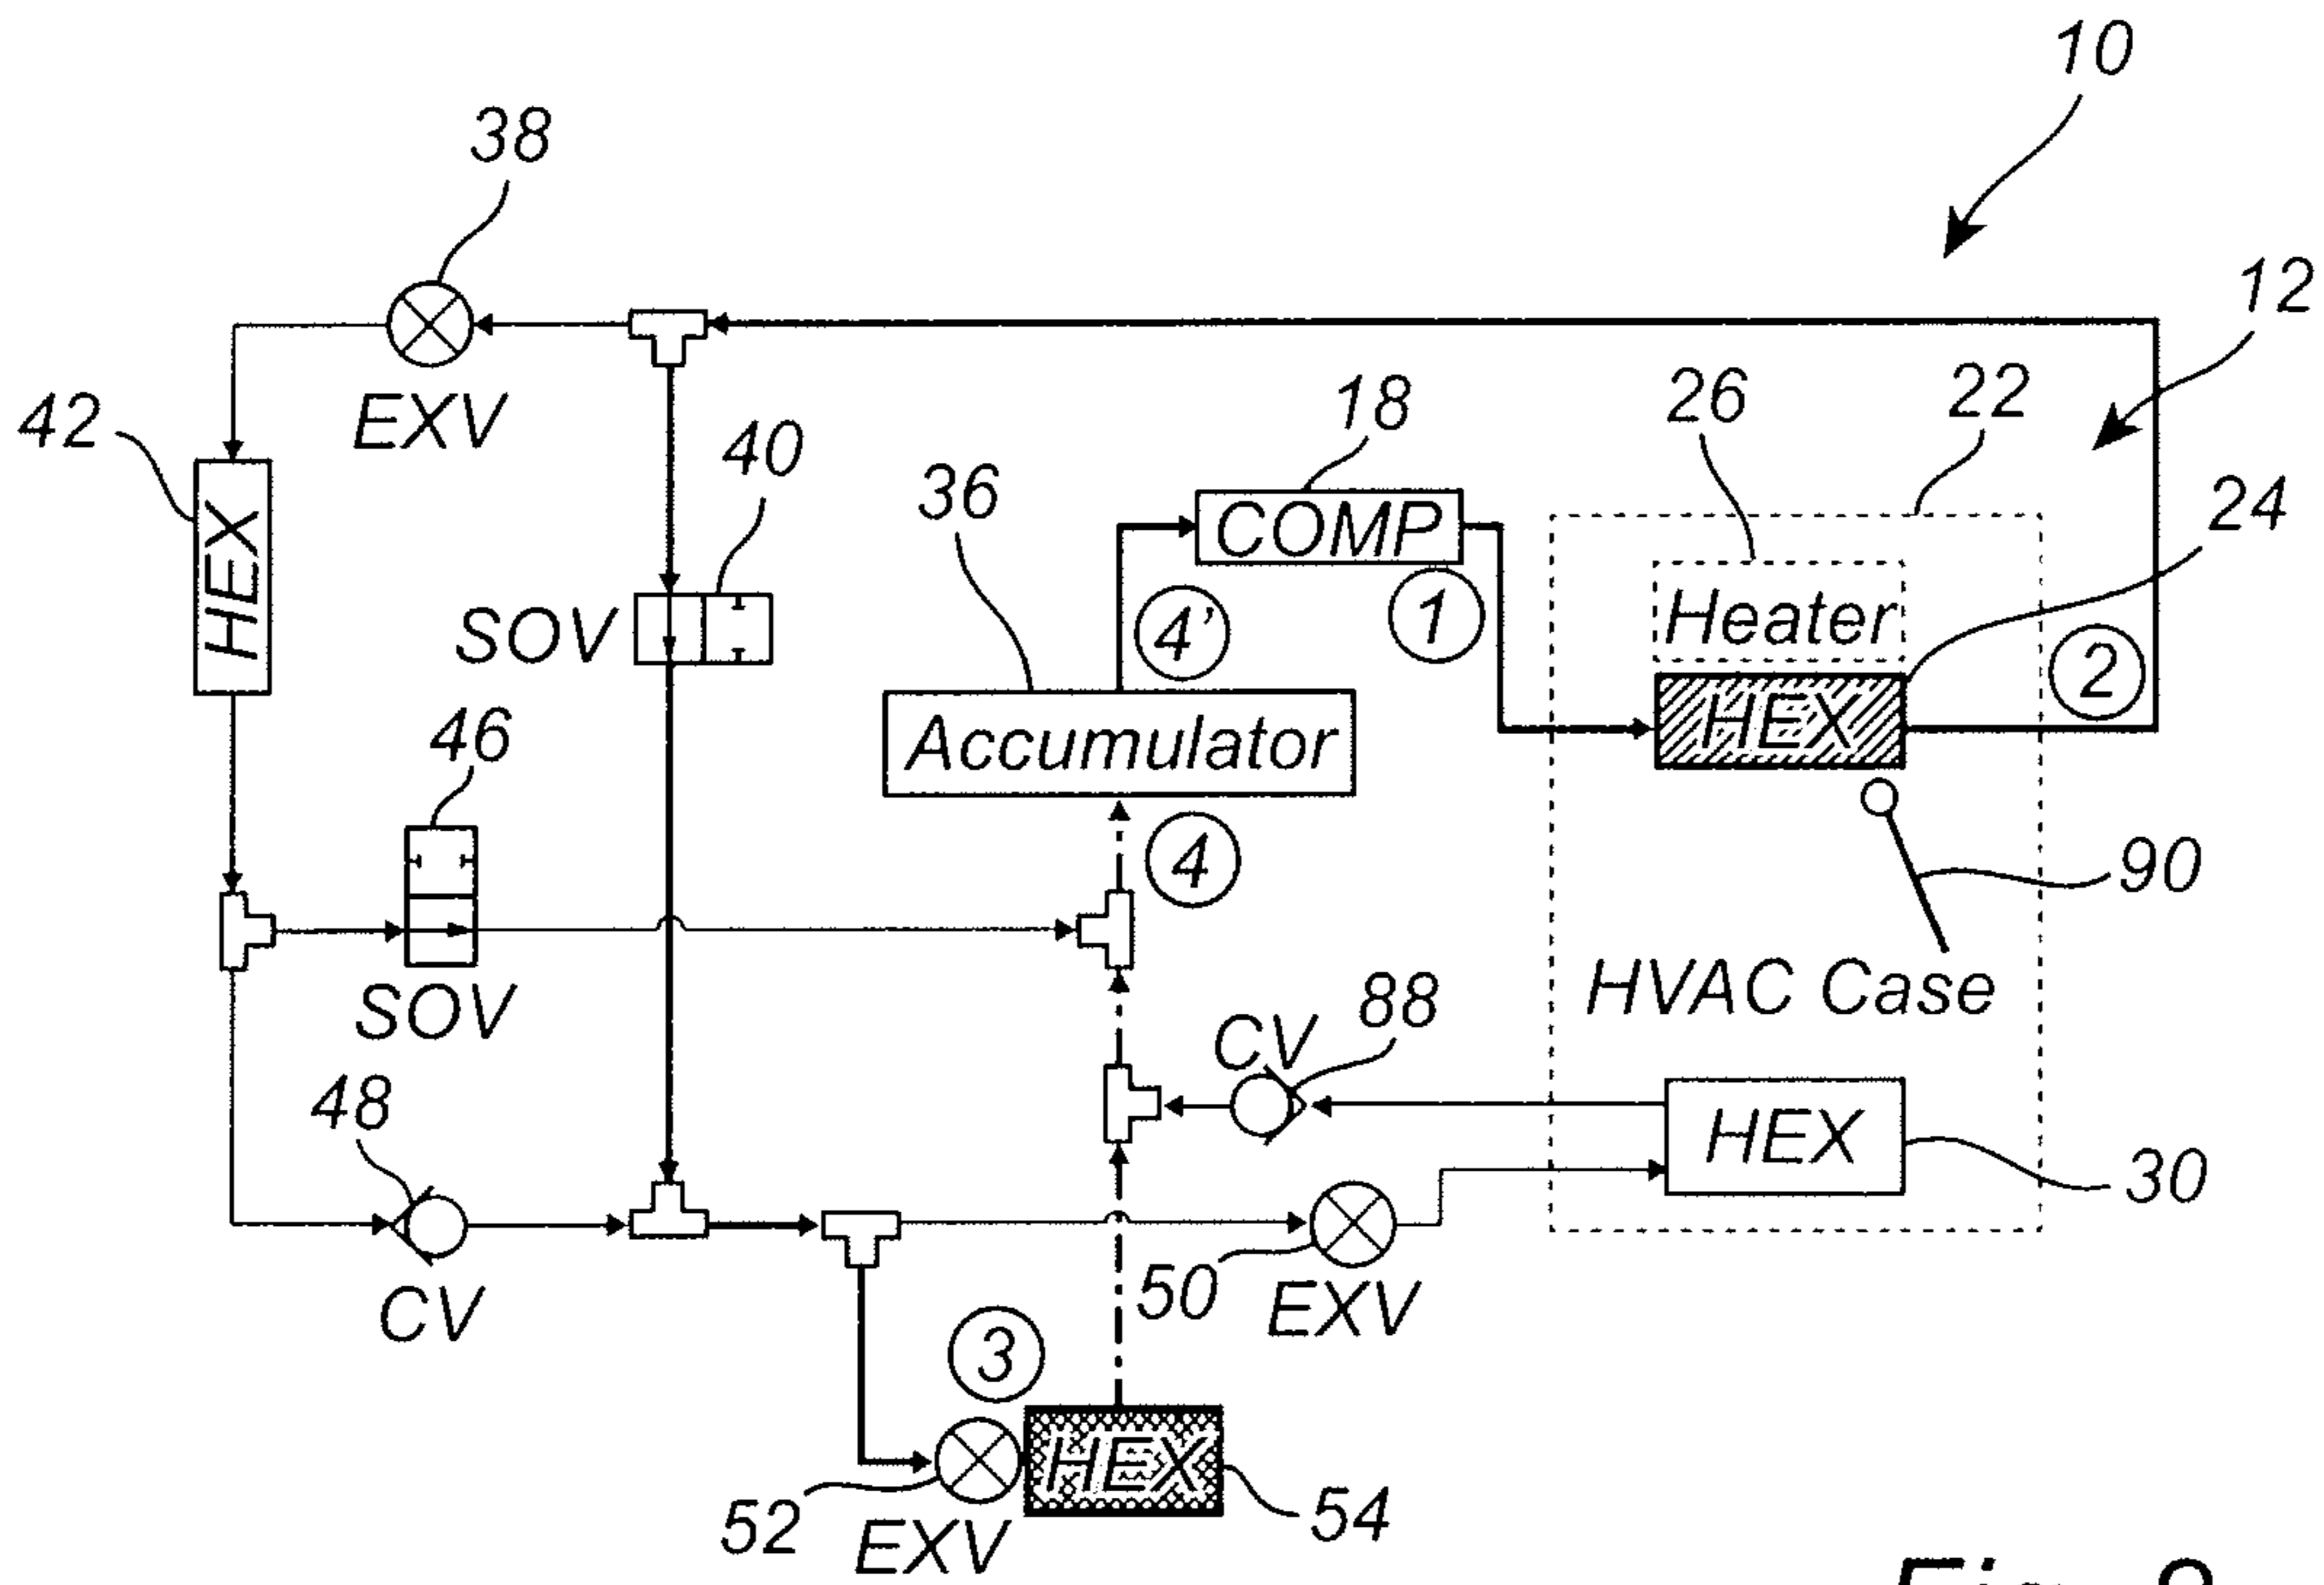 10
38
12
42
EXV
18
26
22
40
36
24
COMP
HEX
SOV
4'
1
Heater
2
46
Accumulator
HEX
4
90
SOV
HVAC Case
88
CV
48
HEX
30
CV
50
EXV
3
HEX
52
54
EXV